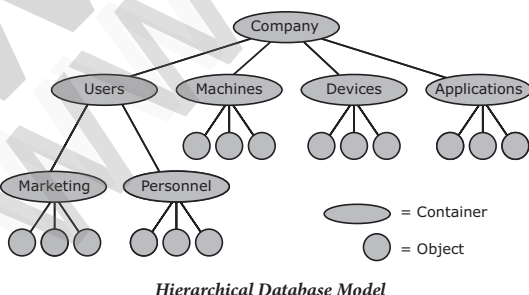 Company
Users Machines Devices Applications
Marketing Personnel
= Container
= Object
Hierarchical Database Model